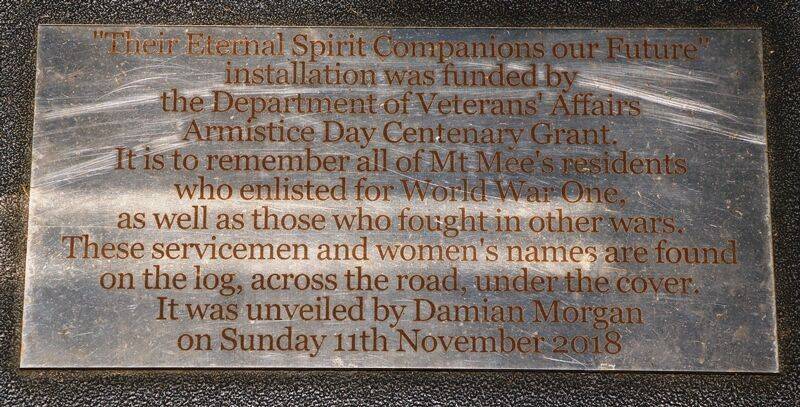 "Their Eternal Spirit Companions our Future"
installation was funded by
the Department of Veterans' Affairs
Armistice Day Centenary Grant.
It is to remember all of Mt Mee's residents
who enlisted for World War One,
as well as those who fought in other wars.
These servicemen and women's names are found
on the log, across the road, under the cover.
It was unveiled by Damian Morgan
on Sunday 11th November 2018